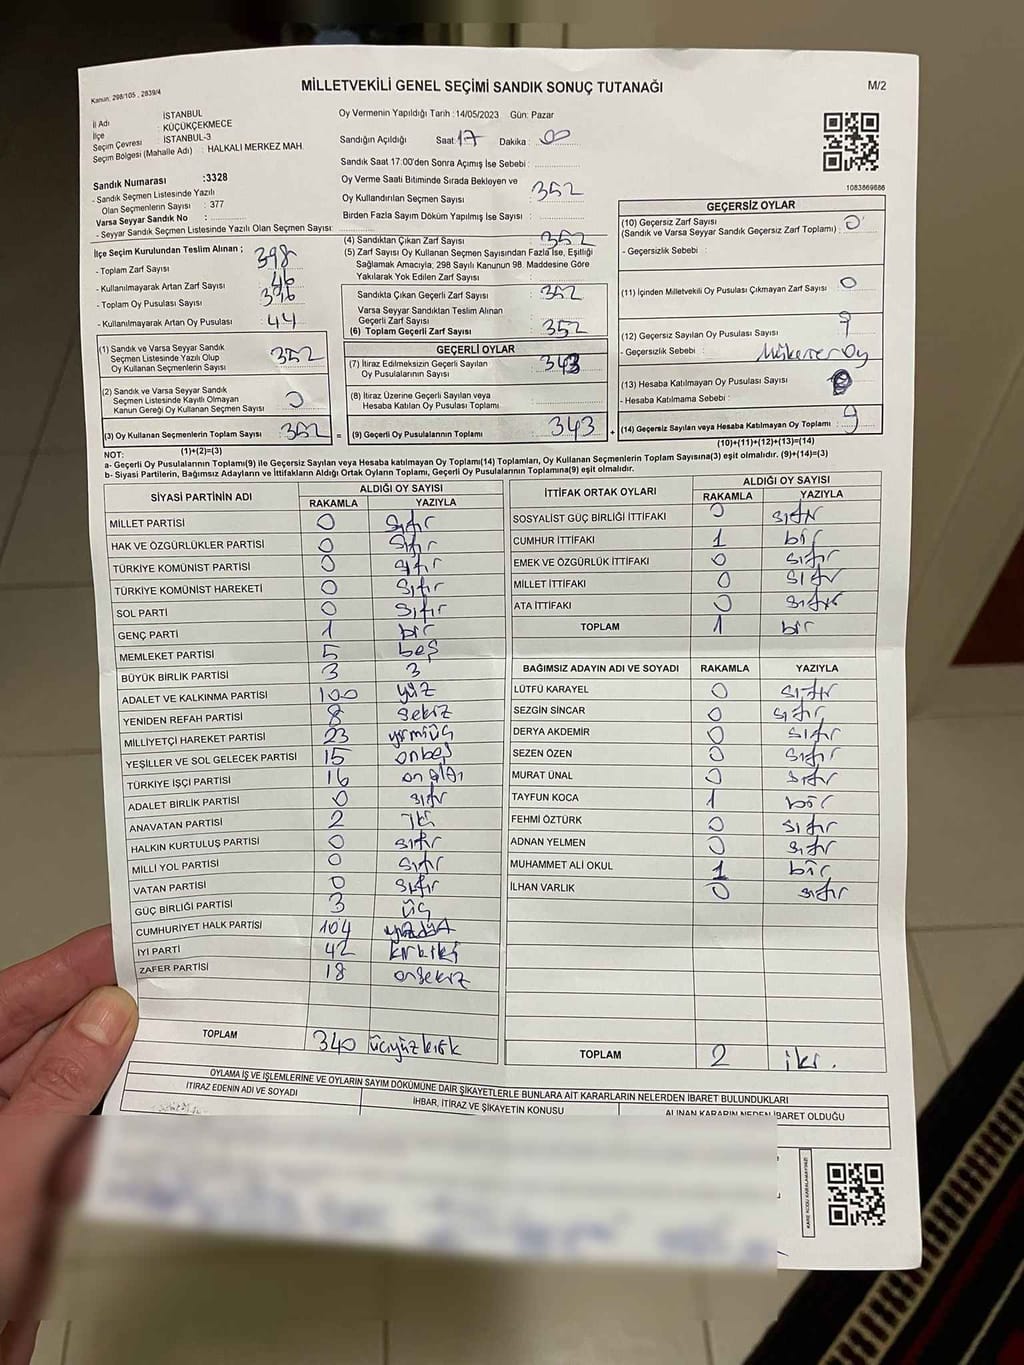 Kanun: 298/105 , 2839/4
MİLLETVEKİLİ GENEL SEÇİMİ SANDIK SONUÇ TUTANAĞI
M/2
İl Adı : İSTANBUL
İlçe : KÜÇÜKÇEKMECE
Seçim Çevresi : İSTANBUL-3
Seçim Bölgesi (Mahalle Adı) : HALKALI MERKEZ MAH.
Sandık Numarası :3328
- Sandık Seçmen Listesinde Yazılı
Olan Seçmenlerin Sayısı : 377
Varsa Seyyar Sandık No :
- Seyyar Sandık Seçmen Listesinde Yazılı Olan Seçmen Sayısı:
Oy Vermenin Yapıldığı Tarih :14/05/2023 Gün: Pazar
Sandığın Açıldığı Saat: 17 Dakika : 00
Sandık Saat 17:00'den Sonra Açımış İse Sebebi :
Oy Verme Saati Bitiminde Sırada Bekleyen ve
Oy Kullandırılan Seçmen Sayısı : 352
Birden Fazla Sayım Döküm Yapılmış İse Sayısı :
1083869686
İlçe Seçim Kurulundan Teslim Alınan ;
- Toplam Zarf Sayısı : 398
- Kullanılmayarak Artan Zarf Sayısı : 46
- Toplam Oy Pusulası Sayısı : 396
- Kullanılmayarak Artan Oy Pusulası : 44
(1) Sandık ve Varsa Seyyar Sandık
Seçmen Listesinde Yazılı Olup
Oy Kullanan Seçmenlerin Sayısı : 352
(2) Sandık ve Varsa Seyyar Sandık
Seçmen Listesinde Kayıtlı Olmayan
Kanun Gereği Oy Kullanan Seçmen Sayısı : 0
(3) Oy Kullanan Seçmenlerin Toplam Sayısı : 352
(1)+(2)=(3)
(4) Sandıktan Çıkan Zarf Sayısı : 352
(5) Zarf Sayısı Oy Kullanan Seçmen Sayısından Fazla İse, Eşitliği
Sağlamak Amacıyla; 298 Sayılı Kanunun 98. Maddesine Göre
Yakılarak Yok Edilen Zarf Sayısı :
Sandıkta Çıkan Geçerli Zarf Sayısı : 352
Varsa Seyyar Sandıktan Teslim Alınan
Geçerli Zarf Sayısı :
(6) Toplam Geçerli Zarf Sayısı : 352
GEÇERLİ OYLAR
(7) İtiraz Edilmeksizin Geçerli Sayılan
Oy Pusulalarının Sayısı : 343
(8) İtiraz Üzerine Geçerli Sayılan veya
Hesaba Katılan Oy Pusulası Toplamı :
= (9) Geçerli Oy Pusulalarının Toplamı : 343 +
GEÇERSİZ OYLAR
(10) Geçersiz Zarf Sayısı
(Sandık ve Varsa Seyyar Sandık Geçersiz Zarf Toplamı) : 0
- Geçersizlik Sebebi :
(11) İçinden Milletvekili Oy Pusulası Çıkmayan Zarf Sayısı : 0
(12) Geçersiz Sayılan Oy Pusulası Sayısı : 9
- Geçersizlik Sebebi : Mükerrer Oy
(13) Hesaba Katılmayan Oy Pusulası Sayısı :
- Hesaba Katılmama Sebebi :
(14) Geçersiz Sayılan veya Hesaba Katılmayan Oy Toplamı : 9
(10)+(11)+(12)+(13)=(14)
NOT:
a- Geçerli Oy Pusulalarının Toplamı(9) ile Geçersiz Sayılan veya Hesaba katılmayan Oy Toplamı(14) Toplamları, Oy Kullanan Seçmenlerin Toplam Sayısına(3) eşit olmalıdır. (9)+(14)=(3)
b- Siyasi Partilerin, Bağımsız Adayların ve İttifakların Aldığı Ortak Oyların Toplamı, Geçerli Oy Pusulalarının Toplamına(9) eşit olmalıdır.
SİYASİ PARTİNİN ADI ALDIĞI OY SAYISI
RAKAMLA YAZIYLA
MİLLET PARTİSİ 0 sıfır
HAK VE ÖZGÜRLÜKLER PARTİSİ 0 sıfır
TÜRKİYE KOMÜNİST PARTİSİ 0 sıfır
TÜRKİYE KOMÜNİST HAREKETİ 0 sıfır
SOL PARTİ 0 sıfır
GENÇ PARTİ 1 bir
MEMLEKET PARTİSİ 5 beş
BÜYÜK BİRLİK PARTİSİ 3 3
ADALET VE KALKINMA PARTİSİ 100 yüz
YENİDEN REFAH PARTİSİ 8 sekiz
MİLLİYETÇİ HAREKET PARTİSİ 23 yirmiüç
YEŞİLLER VE SOL GELECEK PARTİSİ 15 onbeş
TÜRKİYE İŞÇİ PARTİSİ 16 onaltı
ADALET BİRLİK PARTİSİ 0 sıfır
ANAVATAN PARTİSİ 2 iki
HALKIN KURTULUŞ PARTİSİ 0 sıfır
MİLLİ YOL PARTİSİ 0 sıfır
VATAN PARTİSİ 0 sıfır
GÜÇ BİRLİĞİ PARTİSİ 3 üç
CUMHURİYET HALK PARTİSİ 104 yüzdört
İYİ PARTİ 42 kırkiki
ZAFER PARTİSİ 18 onsekiz
TOPLAM 340 üçyüzkırk
İTTİFAK ORTAK OYLARI ALDIĞI OY SAYISI
RAKAMLA YAZIYLA
SOSYALİST GÜÇ BİRLİĞİ İTTİFAKI 0 sıfır
CUMHUR İTTİFAKI 1 bir
EMEK VE ÖZGÜRLÜK İTTİFAKI 0 sıfır
MİLLET İTTİFAKI 0 sıfır
ATA İTTİFAKI 0 sıfır
TOPLAM 1 bir
BAĞIMSIZ ADAYIN ADI VE SOYADI RAKAMLA YAZIYLA
LÜTFÜ KARAYEL 0 sıfır
SEZGİN SİNCAR 0 sıfır
DERYA AKDEMİR 0 sıfır
SEZEN ÖZEN 0 sıfır
MURAT ÜNAL 0 sıfır
TAYFUN KOCA 1 bir
FEHMİ ÖZTÜRK 0 sıfır
ADNAN YELMEN 0 sıfır
MUHAMMET ALİ OKUL 1 bir
İLHAN VARLIK 0 sıfır
TOPLAM 2 iki.
OYLAMA İŞ VE İŞLEMLERİNE VE OYLARIN SAYIM DÖKÜMÜNE DAİR ŞİKAYETLERLE BUNLARA AİT KARARLARIN NELERDEN İBARET BULUNDUKLARI
İTİRAZ EDENİN ADI VE SOYADI İHBAR, İTİRAZ VE ŞİKAYETİN KONUSU ALINAN KARARIN NEDEN İBARET OLDUĞU